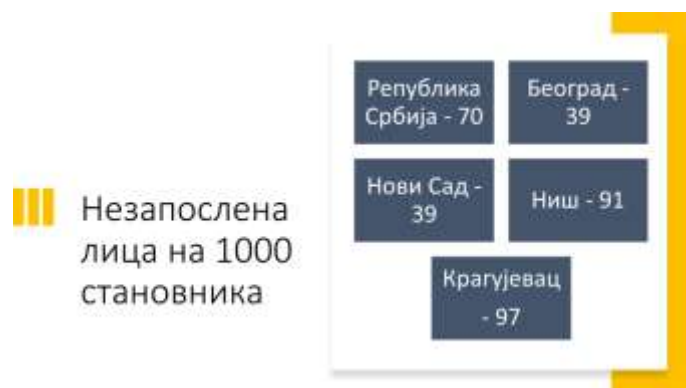 Незапослена
лица на 1000
становника
Република
Србија - 70
Београд -
39
Нови Сад -
39
Ниш - 91
Крагујевац
- 97